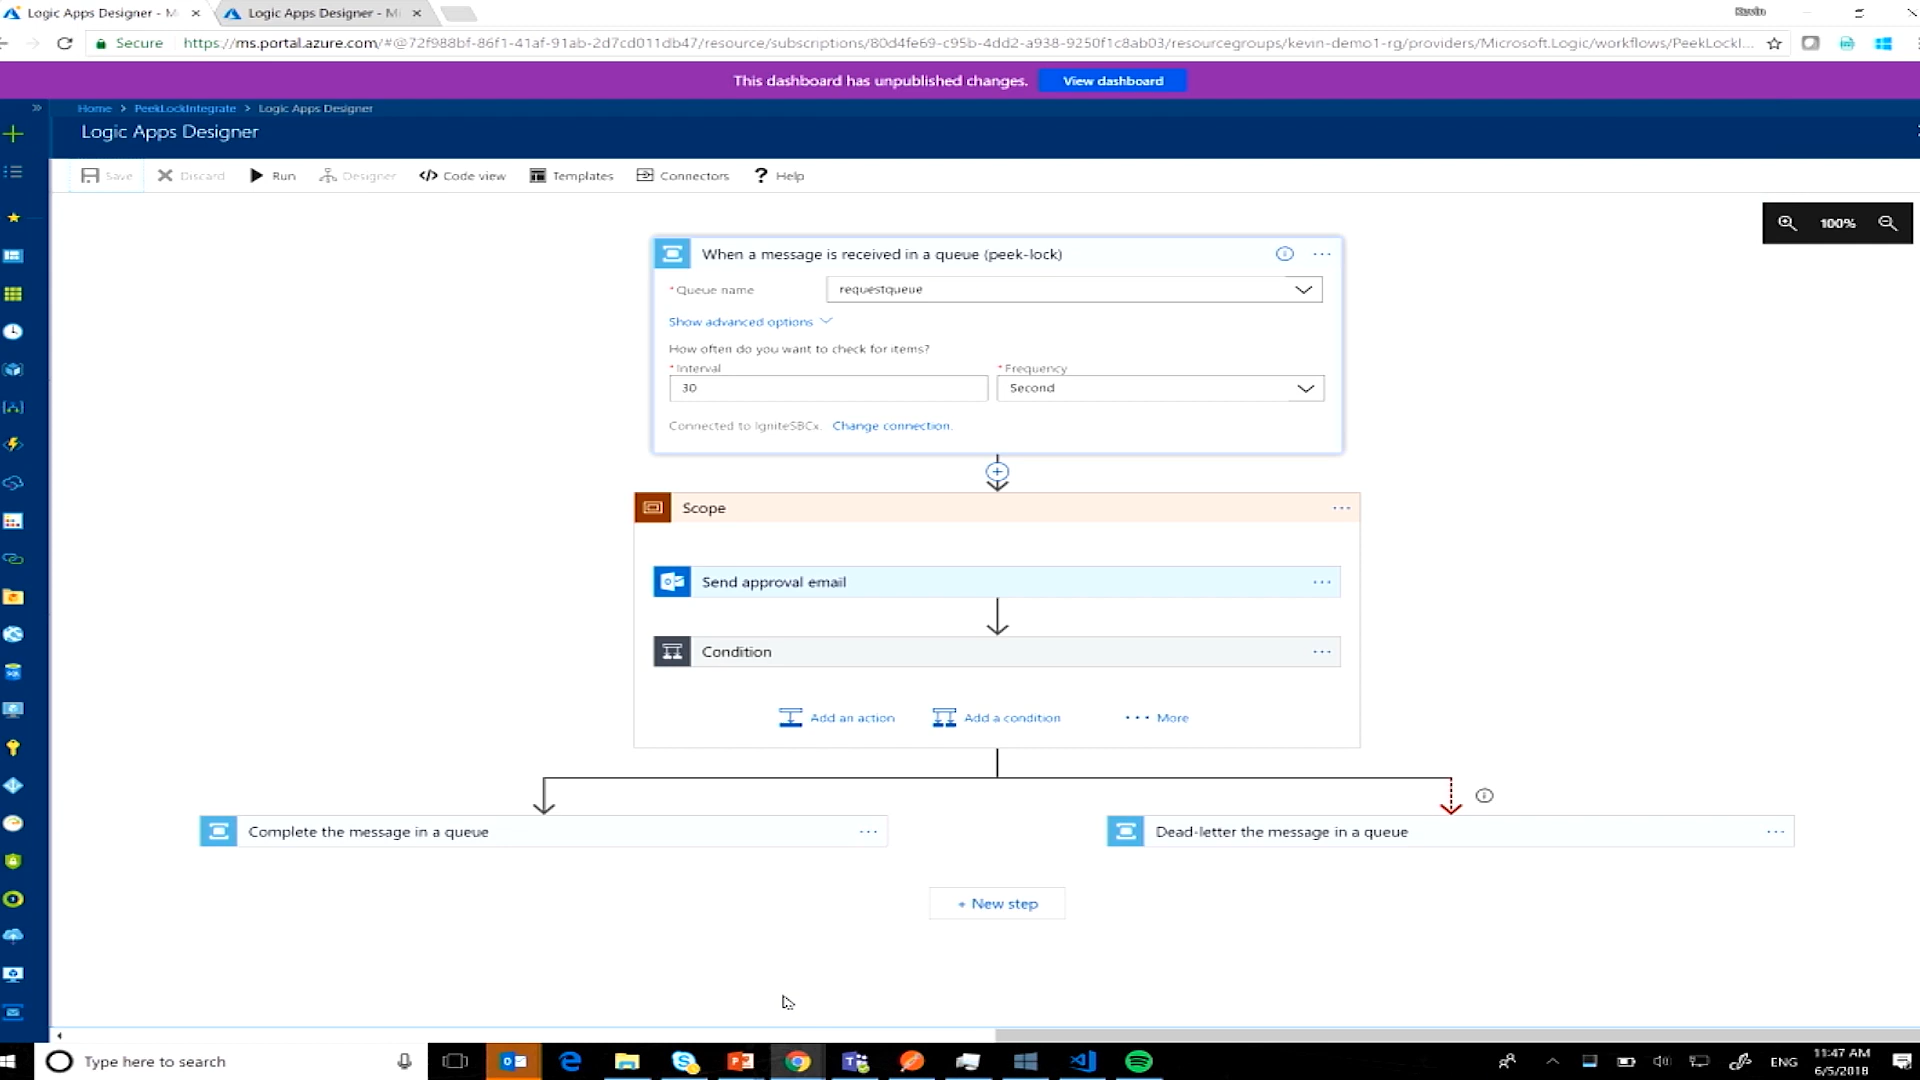 Logic Apps Designer - M
Logic Apps Designer - Mi
Kevin
Secure
https://ms.portal.azure.com/#@72f988bf-86f1-41af-91ab-2d7cd011db47/resource/subscriptions/80d4fe69-c95b-4dd2-a938-9250f1c8ab03/resourcegroups/kevin-demo1-rg/providers/Microsoft.Logic/workflows/PeekLockI...
This dashboard has unpublished changes.
View dashboard
Home > PeekLockIntegrate > Logic Apps Designer
Logic Apps Designer
Save
Discard
Run
Designer
Code view
Templates
Connectors
? Help
100%
When a message is received in a queue (peek-lock)
* Queue name
requestqueue
Show advanced options
How often do you want to check for items?
* Interval
* Frequency
30
Second
Connected to IgniteSBCx. Change connection.
Scope
Send approval email
Condition
Add an action
Add a condition
... More
Complete the message in a queue
Dead-letter the message in a queue
+ New step
Type here to search
ENG
11:47 AM
6/5/2018